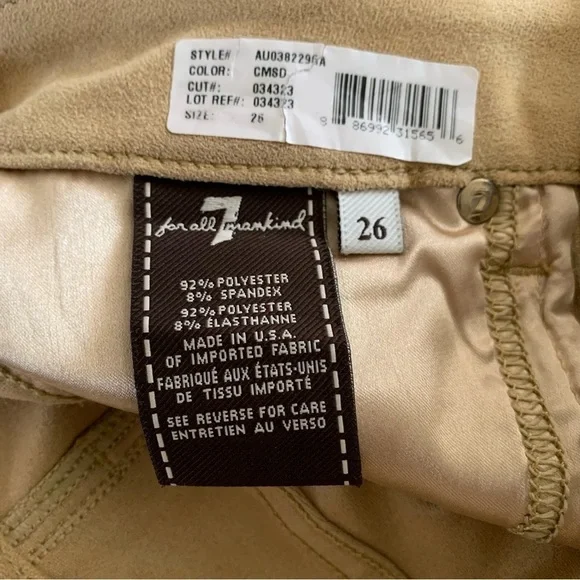 STYLE#: AU0382296A
COLOR: CMSD
CUT#: 034323
LOT REF#: 034323
SIZE: 26
8 86992 31565 6
7
for all mankind
26
92% POLYESTER
8% SPANDEX
92% POLYESTER
8% ÉLASTHANNE
MADE IN U.S.A.
OF IMPORTED FABRIC
FABRIQUÉ AUX ÉTATS-UNIS
DE TISSU IMPORTÉ
SEE REVERSE FOR CARE
ENTRETIEN AU VERSO